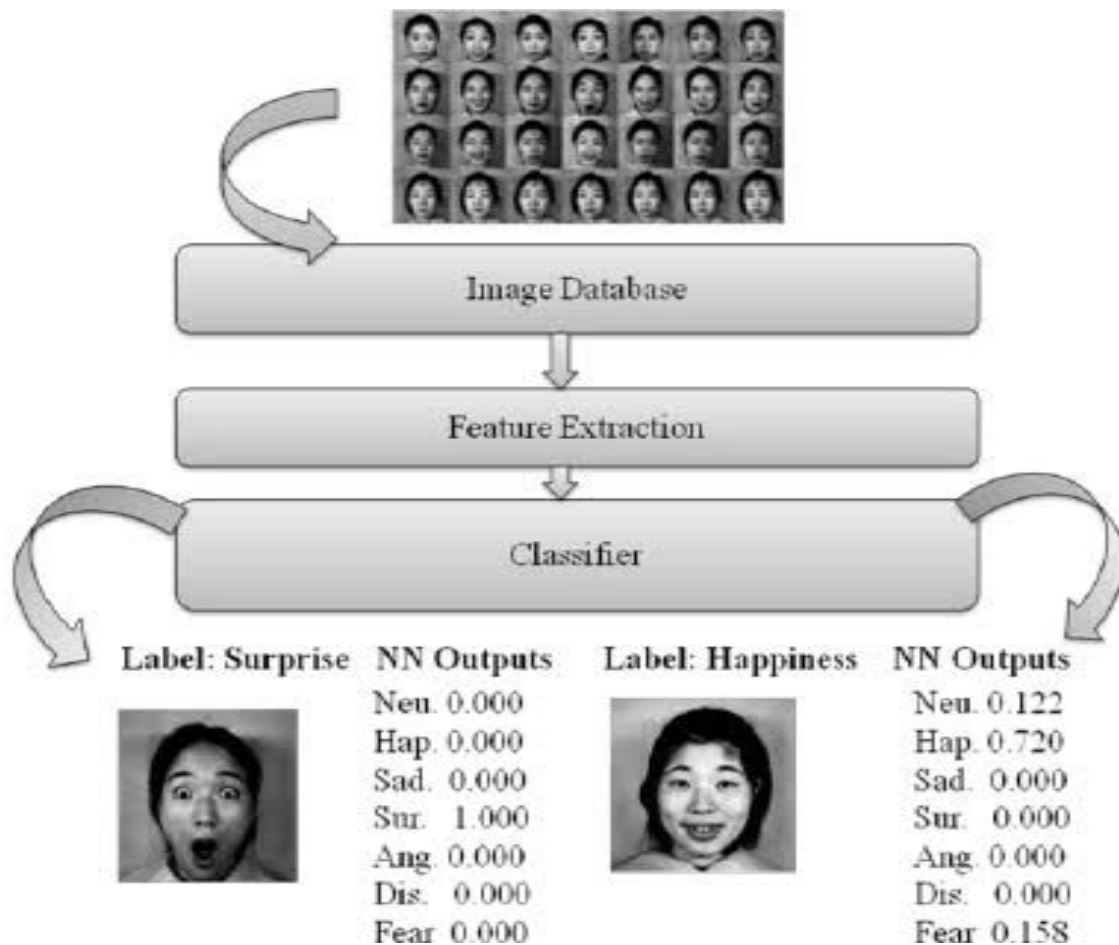 Image Database
Feature Extraction
Classifier
Label: Surprise NN Outputs
Neu. 0.000
Hap. 0.000
Sad. 0.000
Sur. 1.000
Ang. 0.000
Dis. 0.000
Fear 0.000
Label: Happiness NN Outputs
Neu. 0.122
Hap. 0.720
Sad. 0.000
Sur. 0.000
Ang. 0.000
Dis. 0.000
Fear 0.158